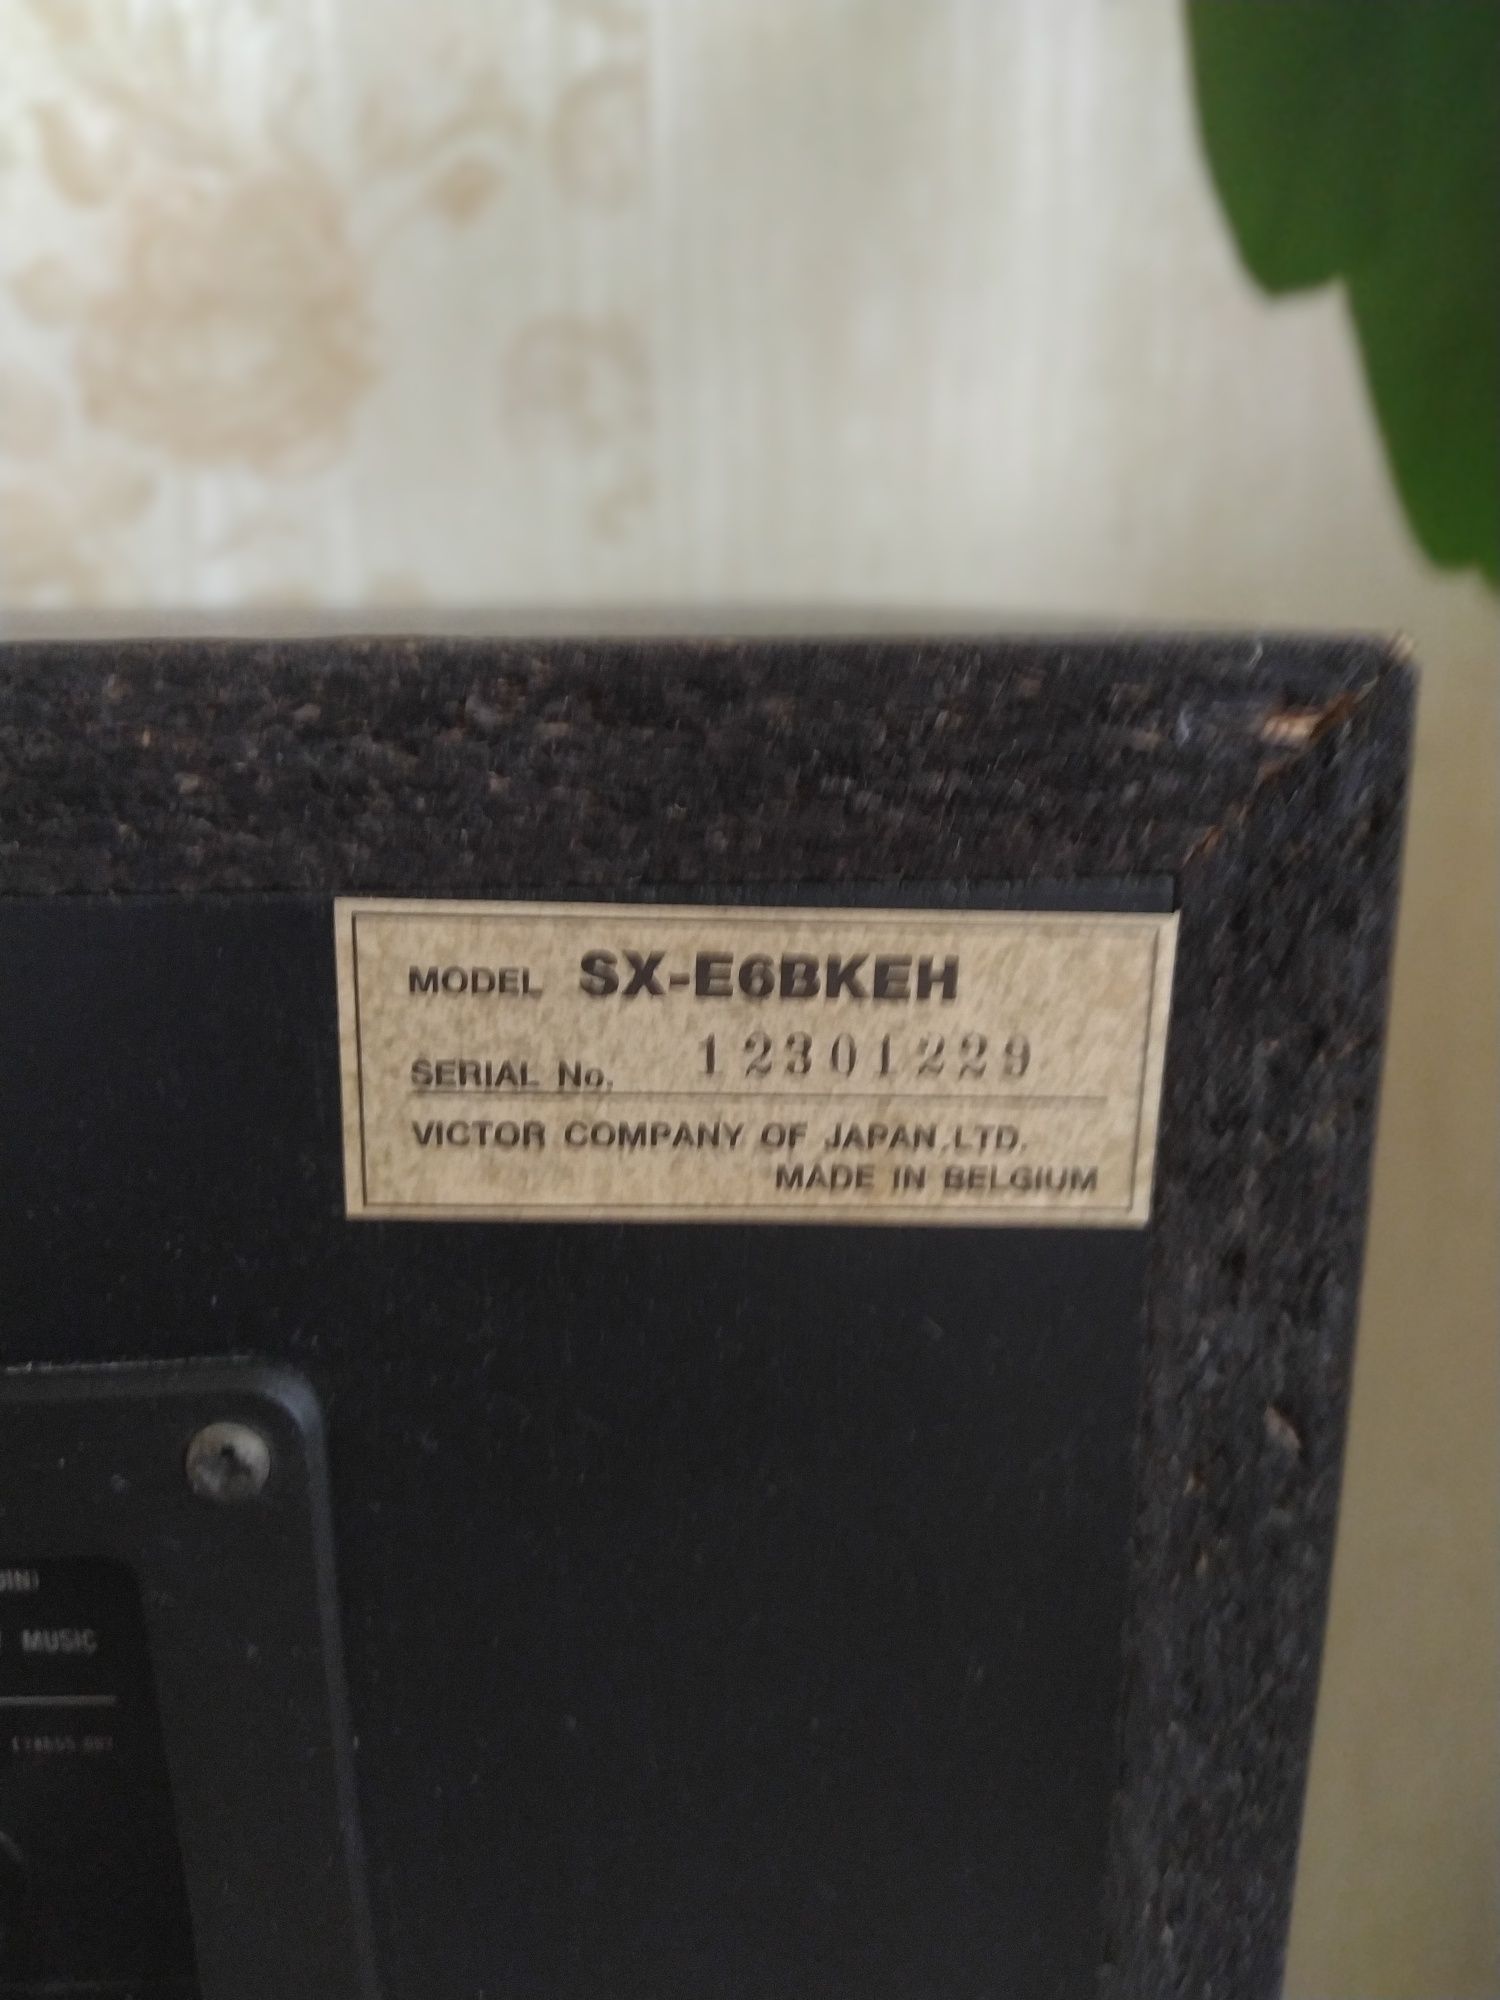 MODEL SX-E6BKEH
SERIAL No. 12301229
VICTOR COMPANY OF JAPAN, LTD.
MADE IN BELGIUM
MUSIC